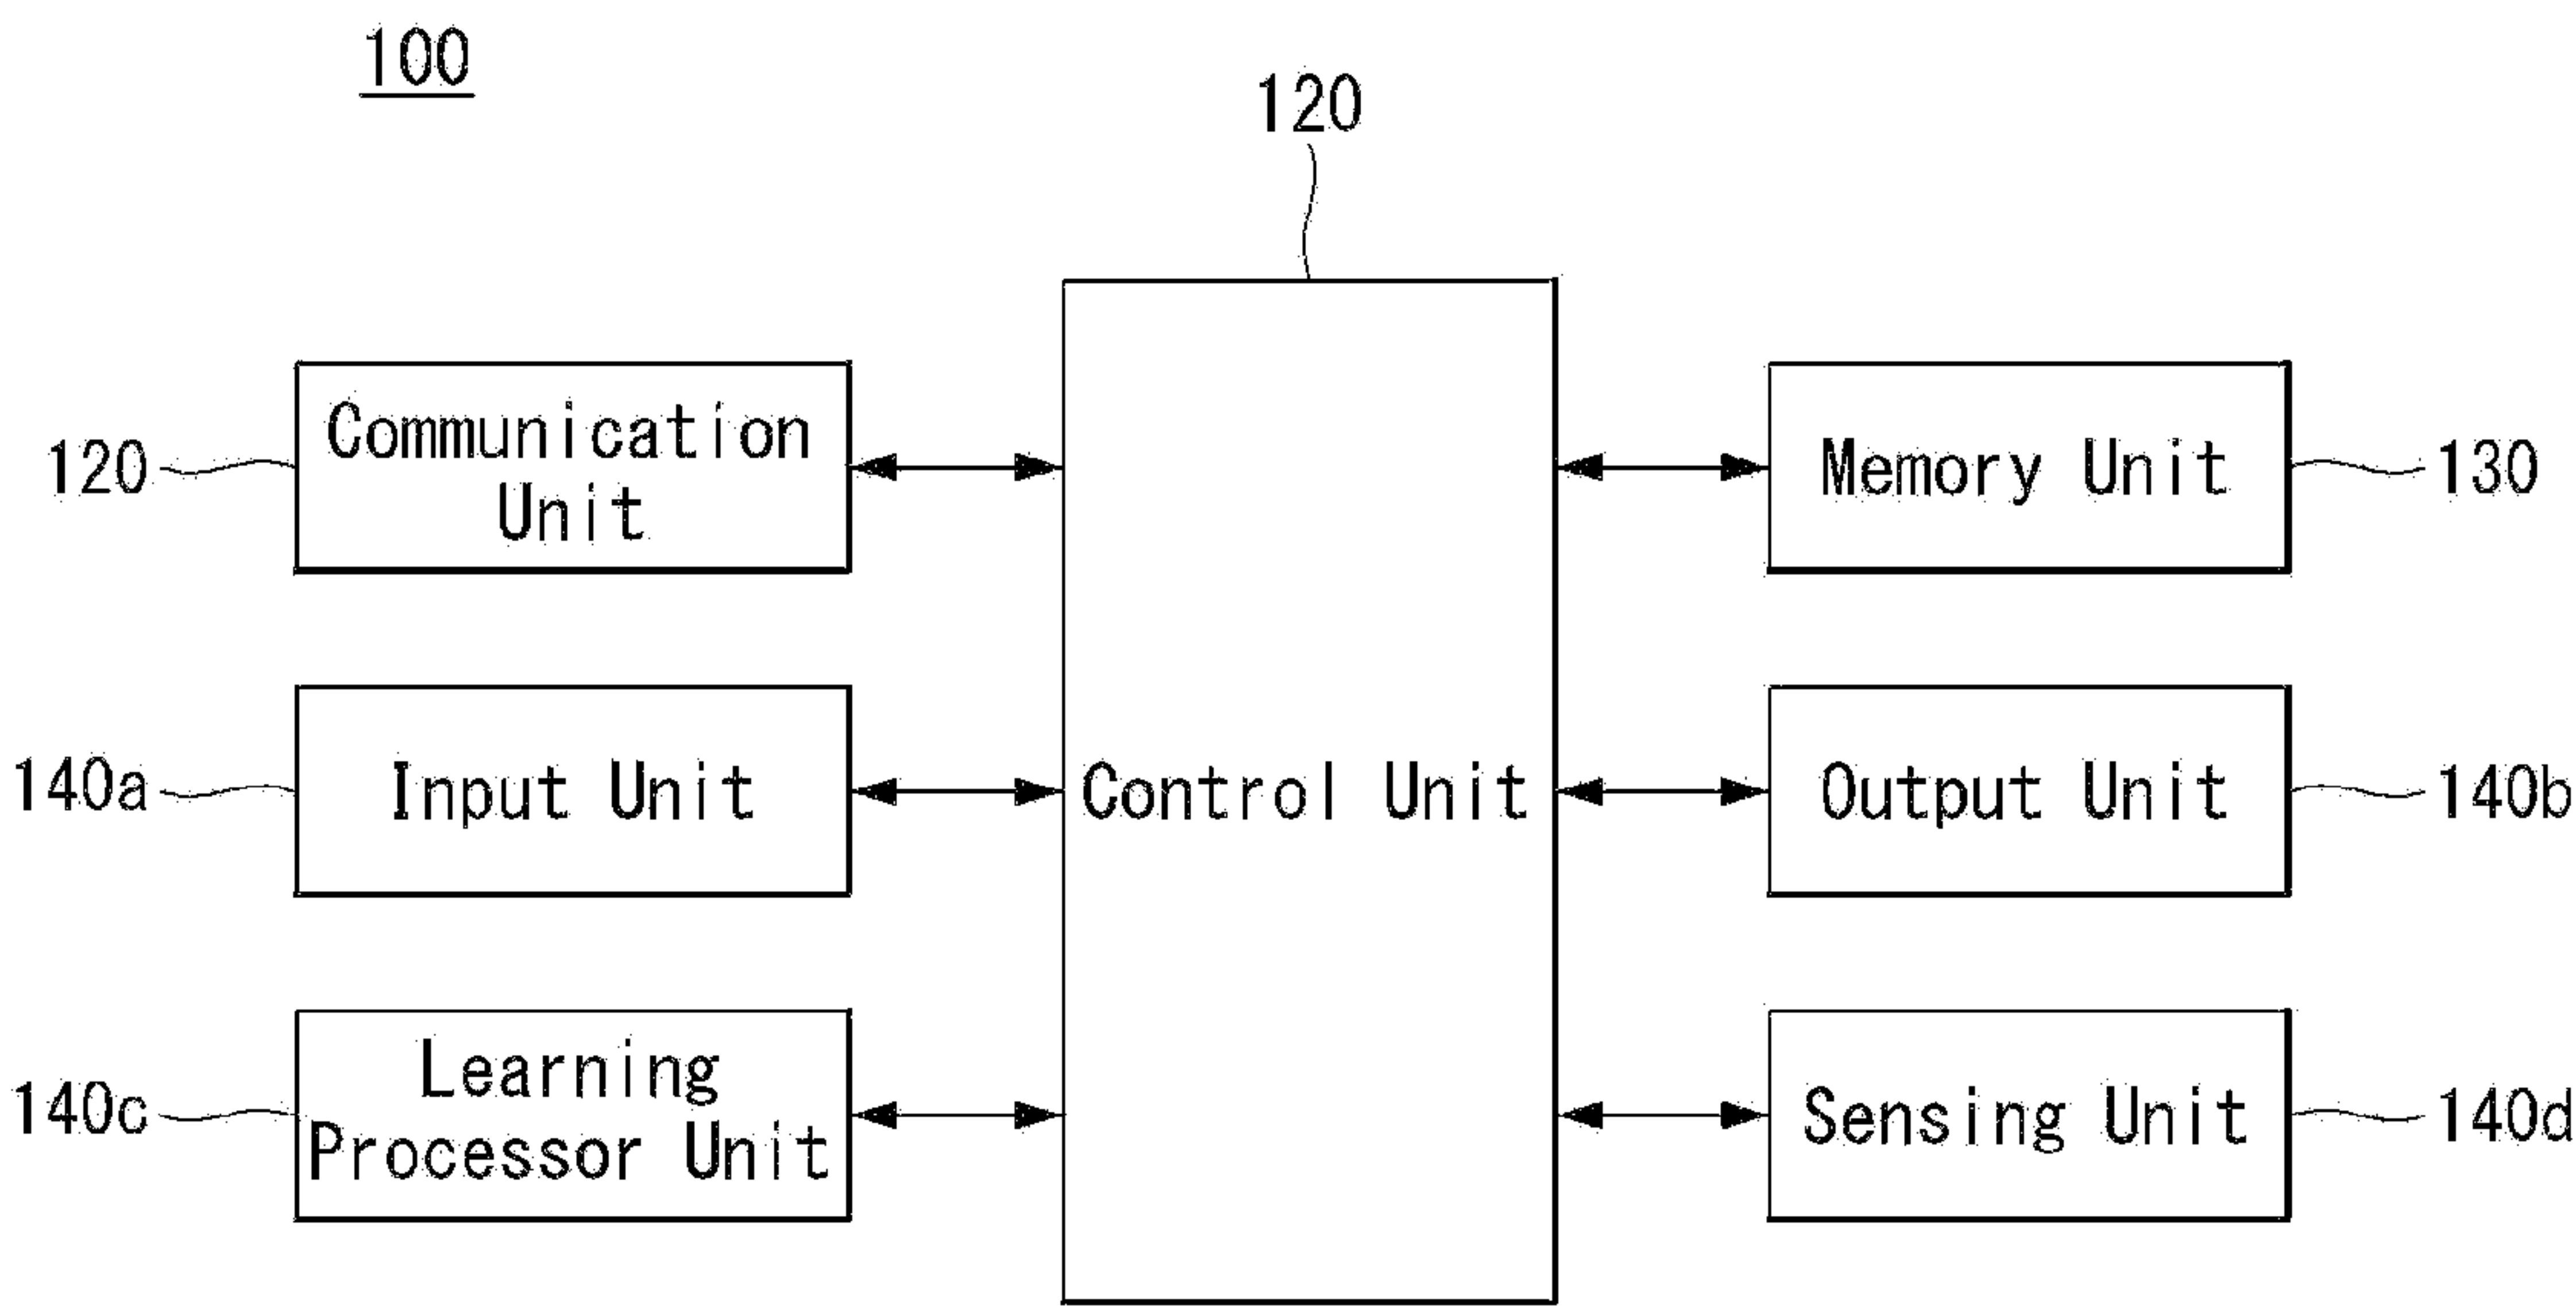 100
120
120
Communication
Unit
Memory Unit
130
140a
Input Unit
Control Unit
Output Unit
140b
140c
Learning
Processor Unit
Sensing Unit
140d